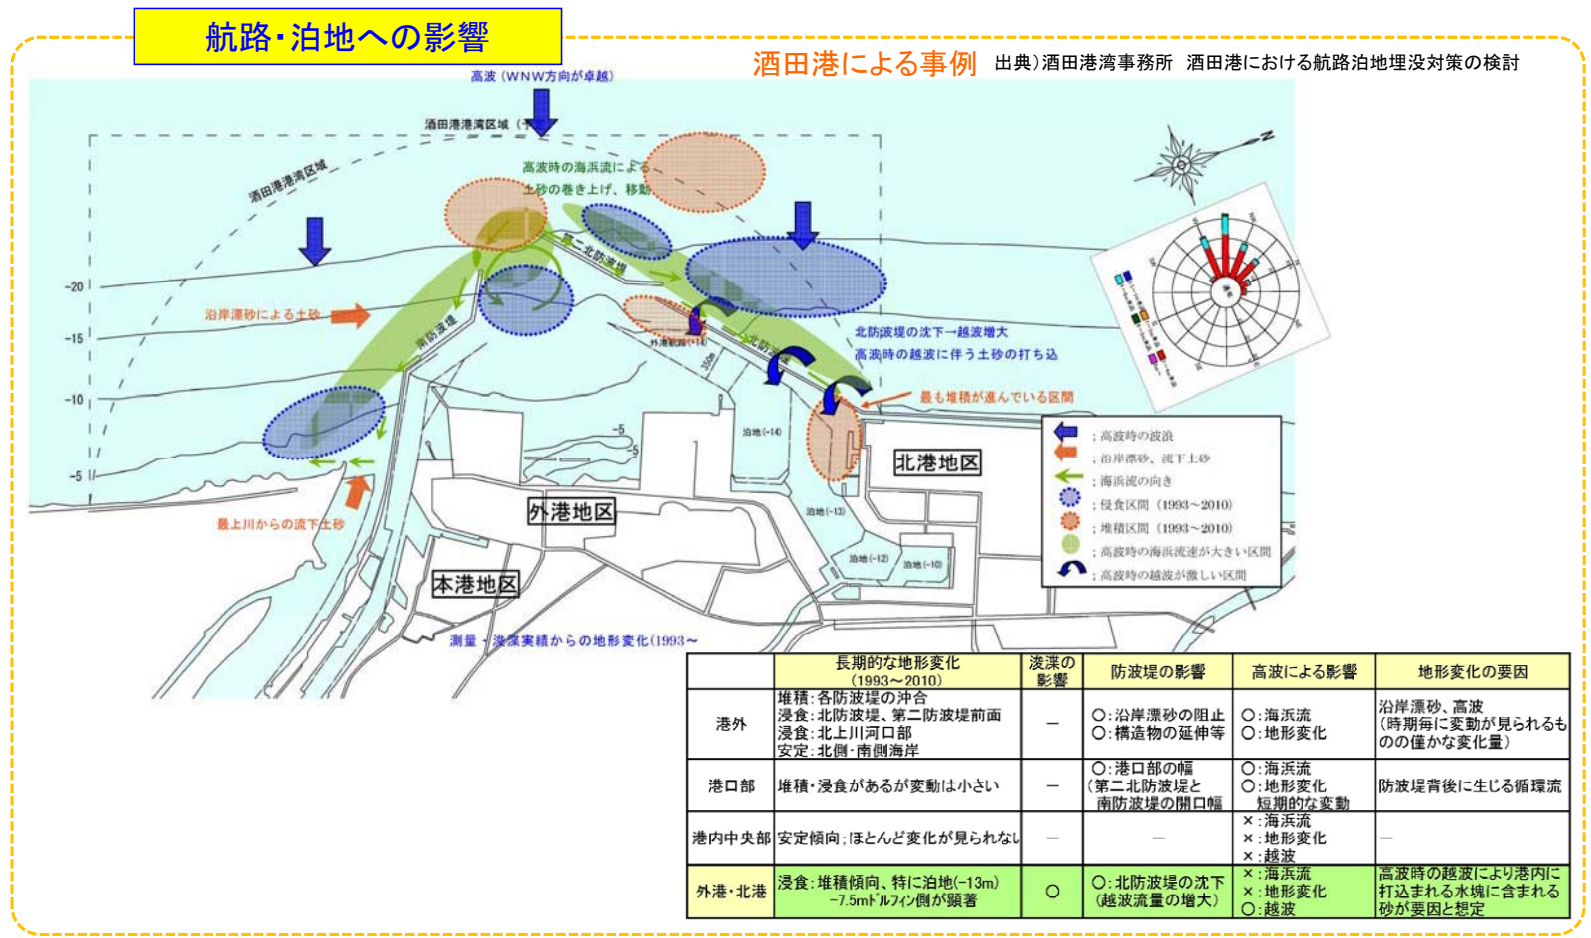 航路・泊地への影響
酒田港による事例
出典）酒田港湾事務所 酒田港における航路泊地埋没対策の検討
高波（WNW方向が卓越）
酒田港港湾区域（予
酒田港港湾区域
高波時の海浜流による
土砂の巻き上げ、移動
第二北防波堤
-20
沿岸漂砂による土砂
-15
南防波堤
北防波堤
北防波堤の沈下→越波増大
高波時の越波に伴う土砂の打ち込
外港航路(-14)
350m
-10
最も堆積が進んでいる区間
泊地(-14)
-5
-5
-5
北港地区
外港地区
泊地(-13)
最上川からの流下土砂
泊地(-12)
泊地(-10)
本港地区
測量・浚渫実績からの地形変化(1993～
N
；高波時の波浪
；沿岸漂砂、流下土砂
；海浜流の向き
；侵食区間（1993～2010）
；堆積区間（1993～2010）
；高波時の海浜流速が大きい区間
；高波時の越波が激しい区間
長期的な地形変化
（1993～2010）
浚渫の
影響
防波堤の影響
高波による影響
地形変化の要因
港外
堆積：各防波堤の沖合
浸食：北防波堤、第二防波堤前面
浸食：北上川河口部
安定：北側・南側海岸
－
○：沿岸漂砂の阻止
○：構造物の延伸等
○：海浜流
○：地形変化
沿岸漂砂、高波
（時期毎に変動が見られるも
のの僅かな変化量）
港口部
堆積・浸食があるが変動は小さい
－
○：港口部の幅
（第二北防波堤と
南防波堤の開口幅
○：海浜流
○：地形変化
短期的な変動
防波堤背後に生じる循環流
港内中央部
安定傾向；ほとんど変化が見られない
－
－
×：海浜流
×：地形変化
×：越波
－
外港・北港
浸食：堆積傾向、特に泊地(-13m)
-7.5mﾄﾞﾙﾌｨﾝ側が顕著
○
○：北防波堤の沈下
（越波流量の増大）
×：海浜流
×：地形変化
○：越波
高波時の越波により港内に
打込まれる水塊に含まれる
砂が要因と想定